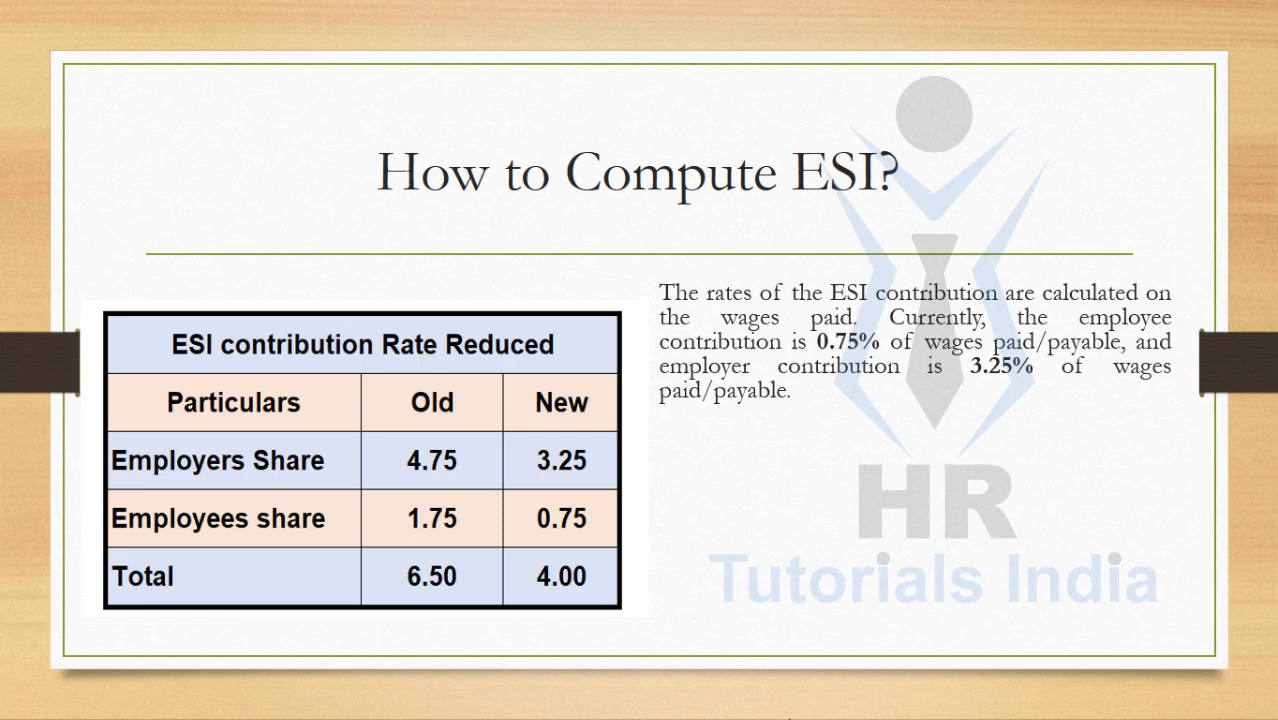 How to Compute ESI?
ESI contribution Rate Reduced
Particulars Old New
Employers Share 4.75 3.25
Employees share 1.75 0.75
Total 6.50 4.00
The rates of the ESI contribution are calculated on
the wages paid. Currently, the employee
contribution is 0.75% of wages paid/payable, and
employer contribution is 3.25% of wages
paid/payable.
HR
Tutorials India